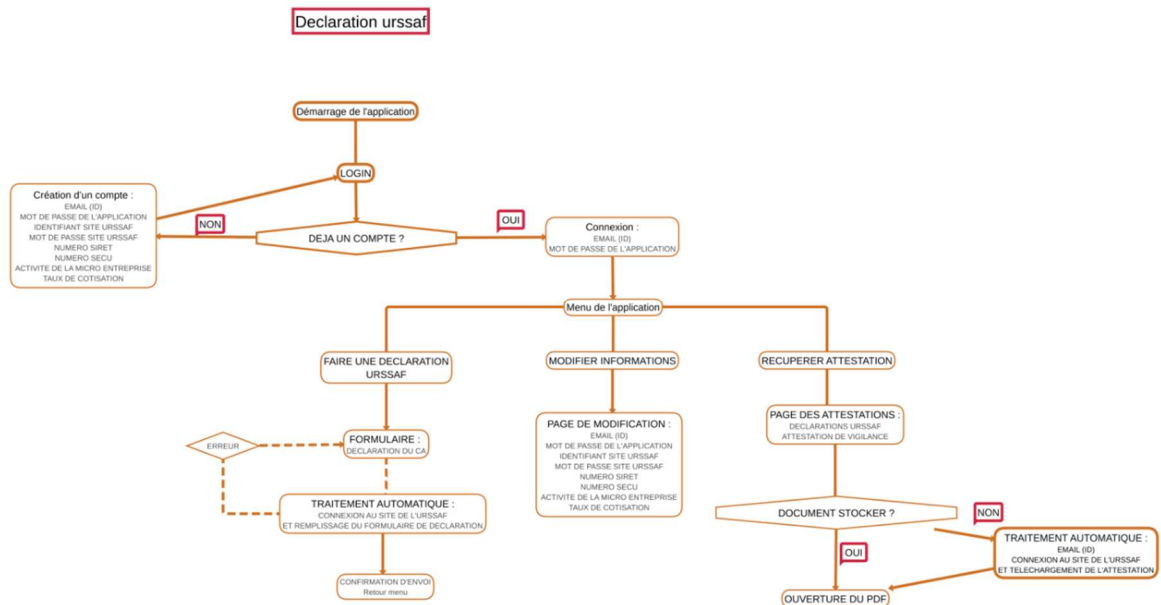 Declaration urssaf
Démarrage de l'application
LOGIN
Création d'un compte :
EMAIL (ID)
MOT DE PASSE DE L'APPLICATION
IDENTIFIANT SITE URSSAF
MOT DE PASSE SITE URSSAF
NUMERO SIRET
NUMERO SECU
ACTIVITE DE LA MICRO ENTREPRISE
TAUX DE COTISATION
NON
DEJA UN COMPTE ?
OUI
Connexion :
EMAIL (ID)
MOT DE PASSE DE L'APPLICATION
Menu de l'application
FAIRE UNE DECLARATION
URSSAF
MODIFIER INFORMATIONS
RECUPERER ATTESTATION
ERREUR
FORMULAIRE :
DECLARATION DU CA
TRAITEMENT AUTOMATIQUE :
CONNEXION AU SITE DE L'URSSAF
ET REMPLISSAGE DU FORMULAIRE DE DECLARATION
CONFIRMATION D'ENVOI
Retour menu
PAGE DE MODIFICATION :
EMAIL (ID)
MOT DE PASSE DE L'APPLICATION
IDENTIFIANT SITE URSSAF
MOT DE PASSE SITE URSSAF
NUMERO SIRET
NUMERO SECU
ACTIVITE DE LA MICRO ENTREPRISE
TAUX DE COTISATION
PAGE DES ATTESTATIONS :
DECLARATIONS URSSAF
ATTESTATION DE VIGILANCE
DOCUMENT STOCKER ?
NON
OUI
TRAITEMENT AUTOMATIQUE :
EMAIL (ID)
CONNEXION AU SITE DE L'URSSAF
ET TELECHARGEMENT DE L'ATTESTATION
OUVERTURE DU PDF